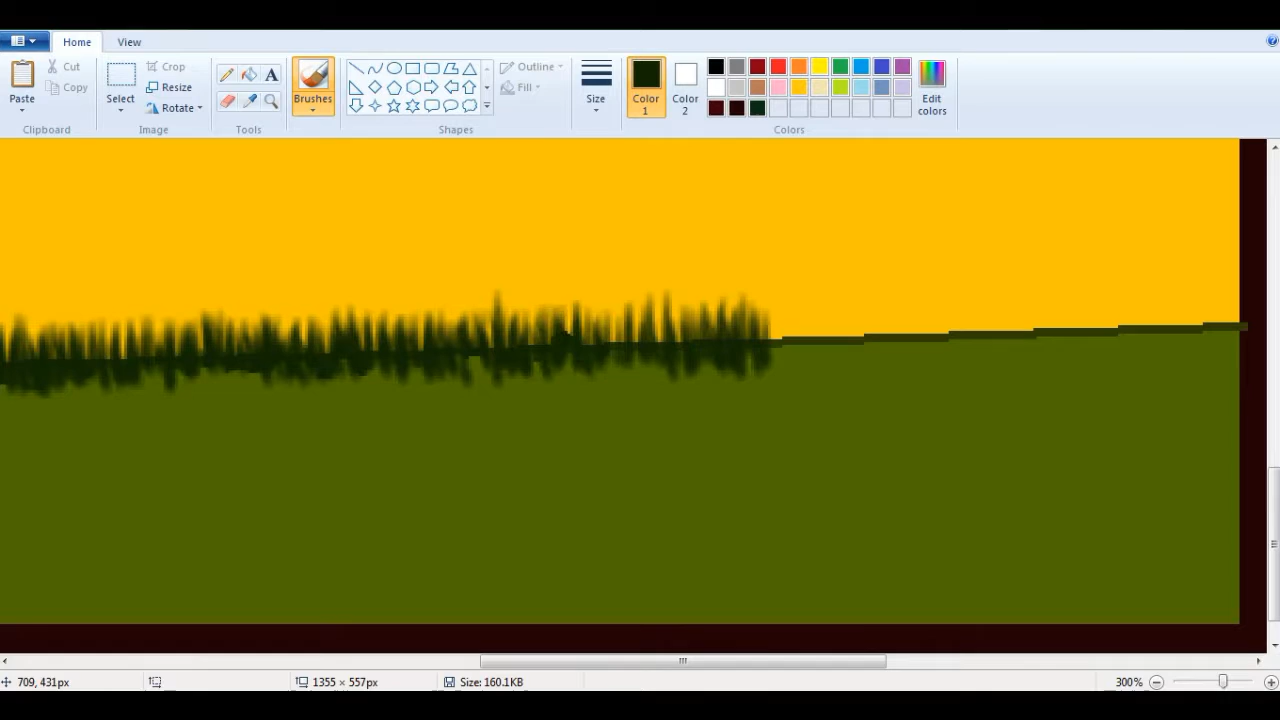 Home View
Paste
Cut
Copy
Clipboard
Select
Crop
Resize
Rotate
Image
A
Tools
Brushes
Outline
Fill
Shapes
Size
Color
1
Color
2
Edit
colors
Colors
709, 431px
1355 × 557px
Size: 160.1KB
300%